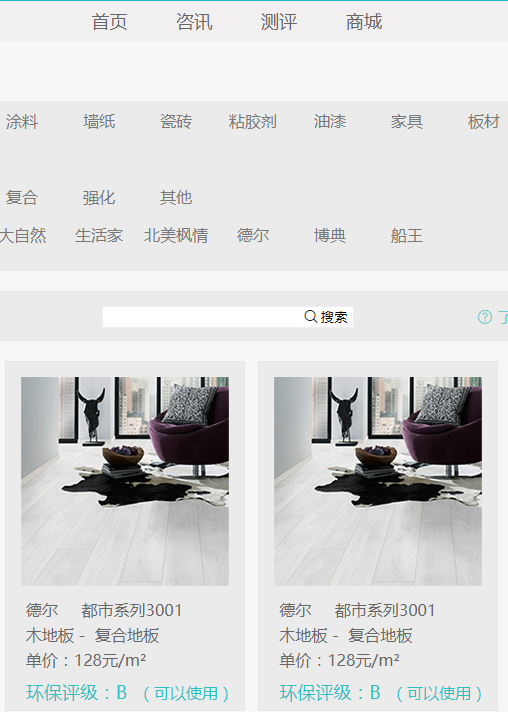 首页 咨讯 测评 商城
涂料 墙纸 瓷砖 粘胶剂 油漆 家具 板材
复合 强化 其他
大自然 生活家 北美枫情 德尔 博典 船王
搜索 了
德尔 都市系列3001 德尔 都市系列3001
木地板 - 复合地板 木地板 - 复合地板
单价：128元/m² 单价：128元/m²
环保评级：B （可以使用） 环保评级：B （可以使用）